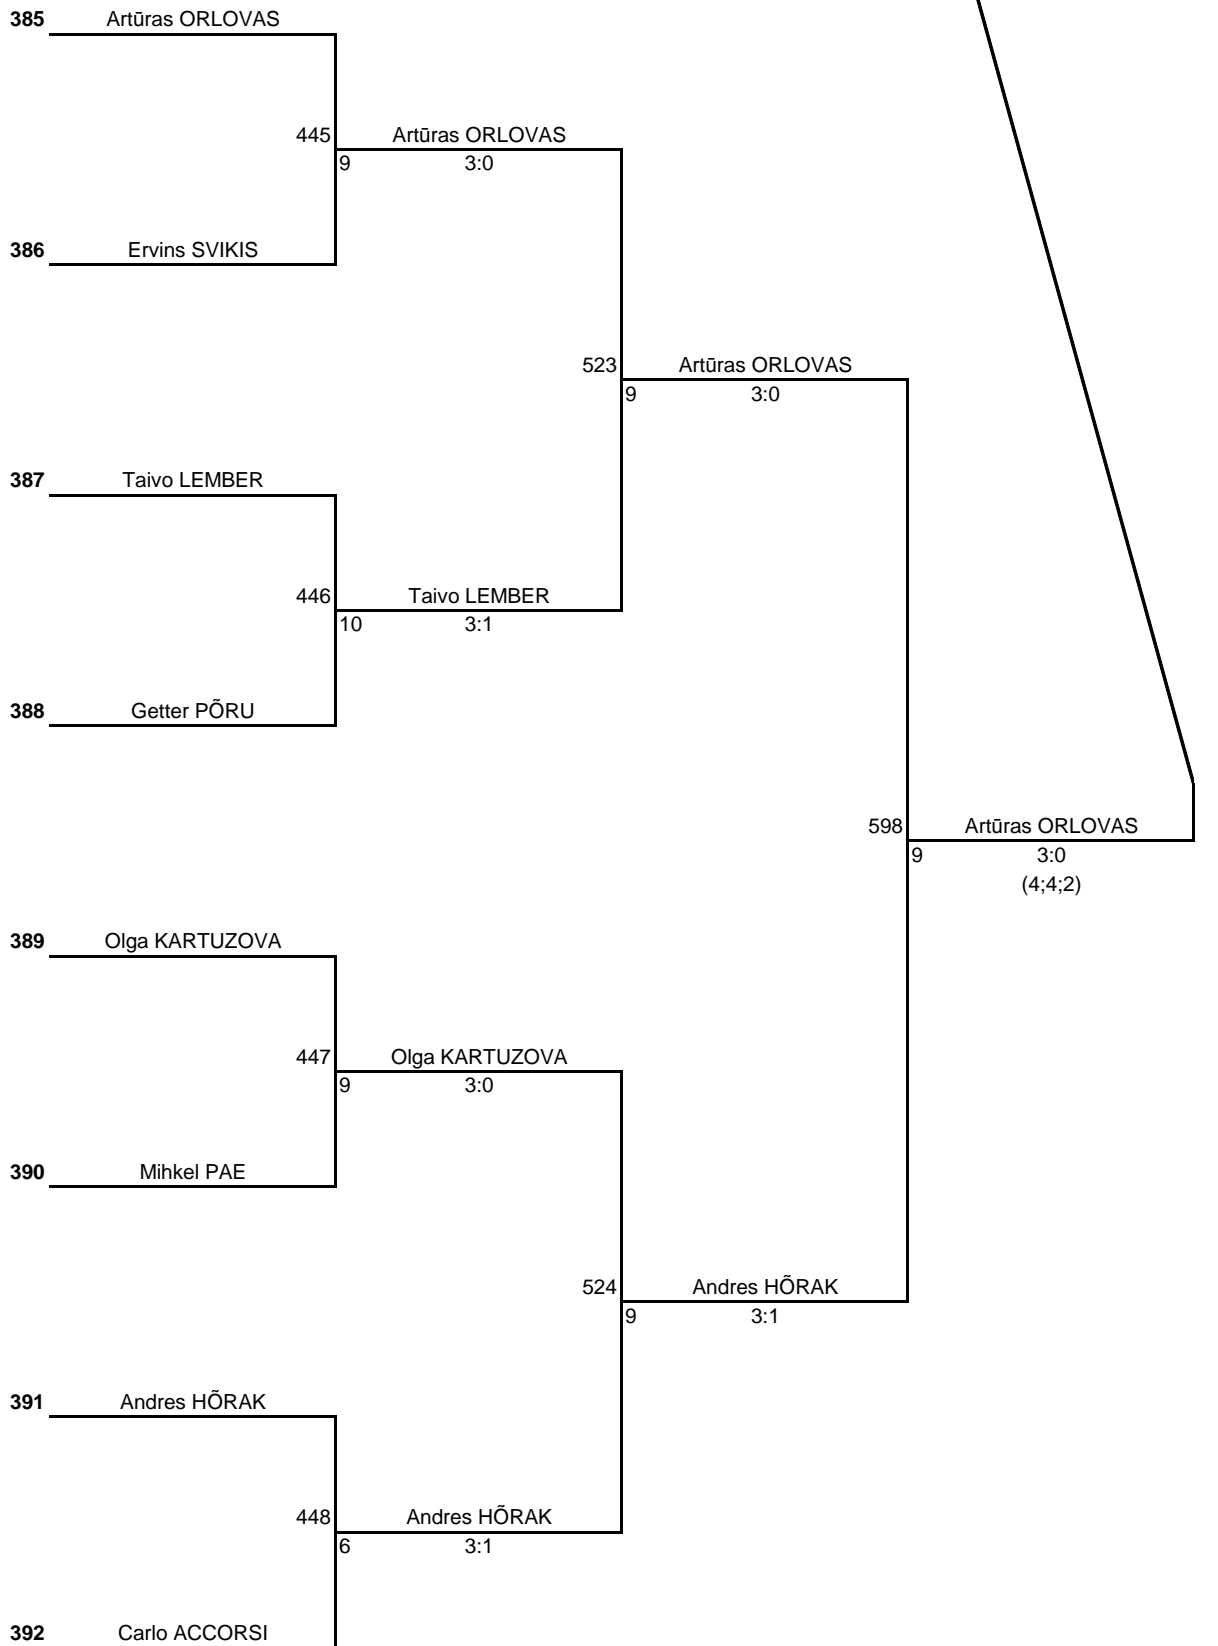 385 Artūras ORLOVAS
445 Artūras ORLOVAS
9 3:0
386 Ervins SVIKIS
523 Artūras ORLOVAS
9 3:0
387 Taivo LEMBER
446 Taivo LEMBER
10 3:1
388 Getter PÕRU
598 Artūras ORLOVAS
9 3:0
(4;4;2)
389 Olga KARTUZOVA
447 Olga KARTUZOVA
9 3:0
390 Mihkel PAE
524 Andres HÕRAK
9 3:1
391 Andres HÕRAK
448 Andres HÕRAK
6 3:1
392 Carlo ACCORSI